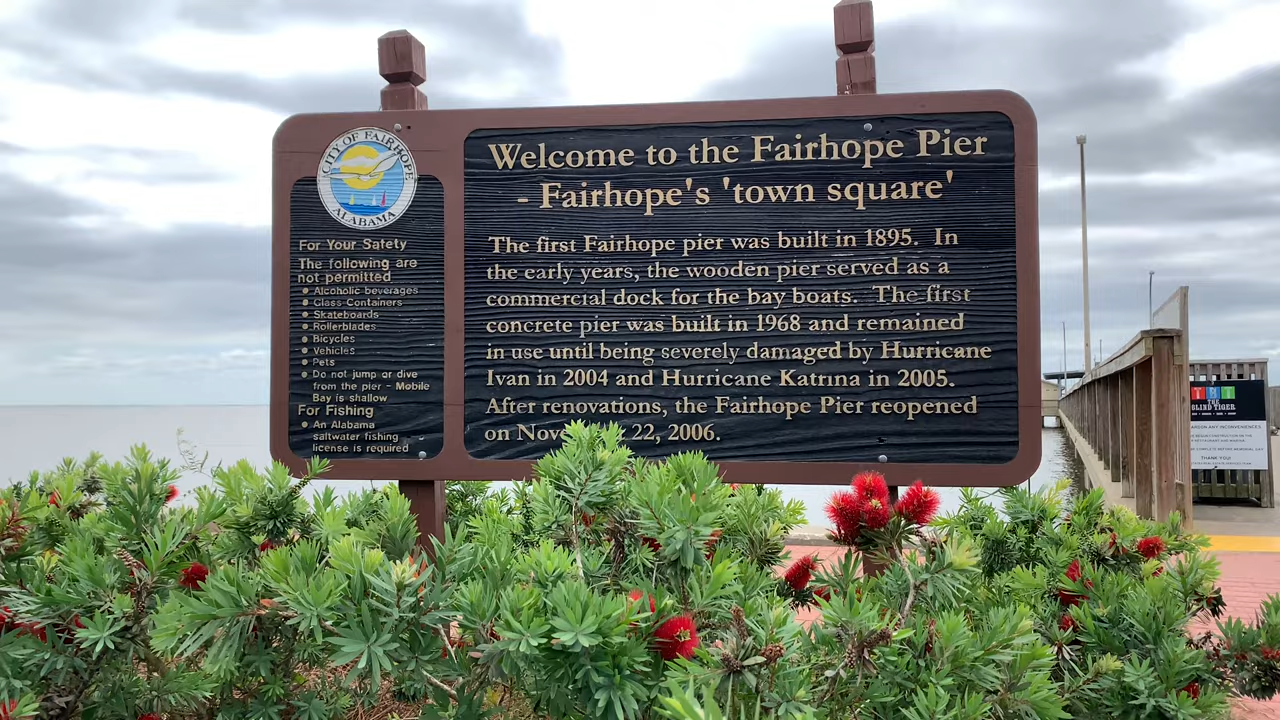 CITY OF FAIRHOPE
ALABAMA
For Your Safety
The following are
not permitted
Alcoholic beverages
Glass Containers
Skateboards
Rollerblades
Bicycles
Vehicles
Pets
Do not jump or dive
from the pier - Mobile
Bay is shallow
For Fishing
An Alabama
saltwater fishing
license is required
Welcome to the Fairhope Pier
- Fairhope's 'town square'
The first Fairhope pier was built in 1895. In
the early years, the wooden pier served as a
commercial dock for the bay boats. The first
concrete pier was built in 1968 and remained
in use until being severely damaged by Hurricane
Ivan in 2004 and Hurricane Katrina in 2005.
After renovations, the Fairhope Pier reopened
on 22, 2006.
THE
BLIND TIGER
PARDON ANY INCONVENIENCES
THANK YOU!